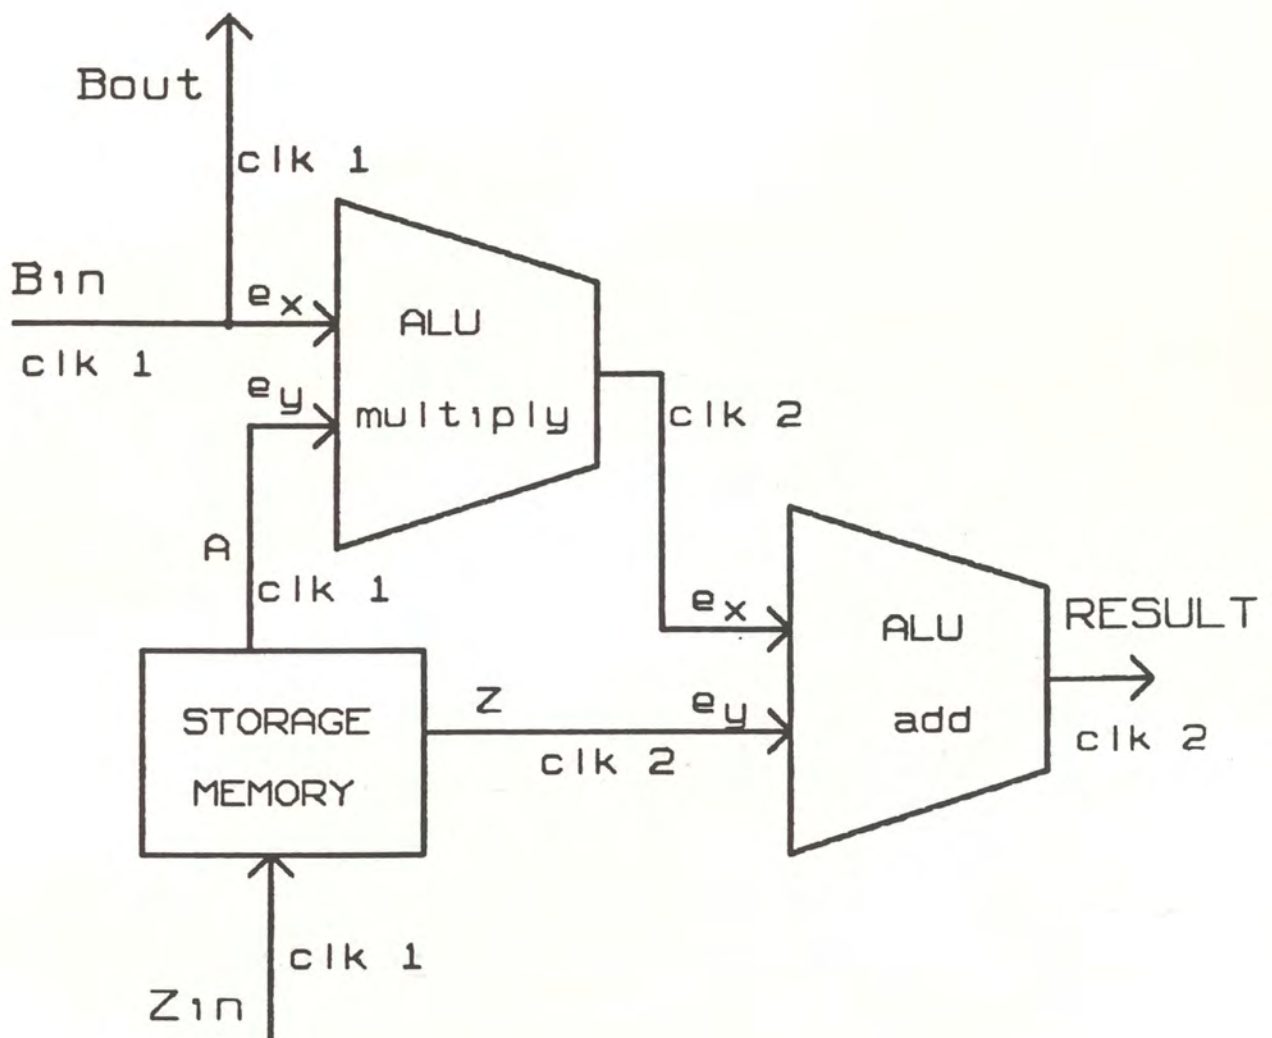 Bout
clk 1
Bin
ex
ALU
clk 1
ey
multiply
clk 2
A
clk 1
ex
ALU
RESULT
STORAGE
Z
ey
add
clk 2
clk 2
MEMORY
clk 1
Zin